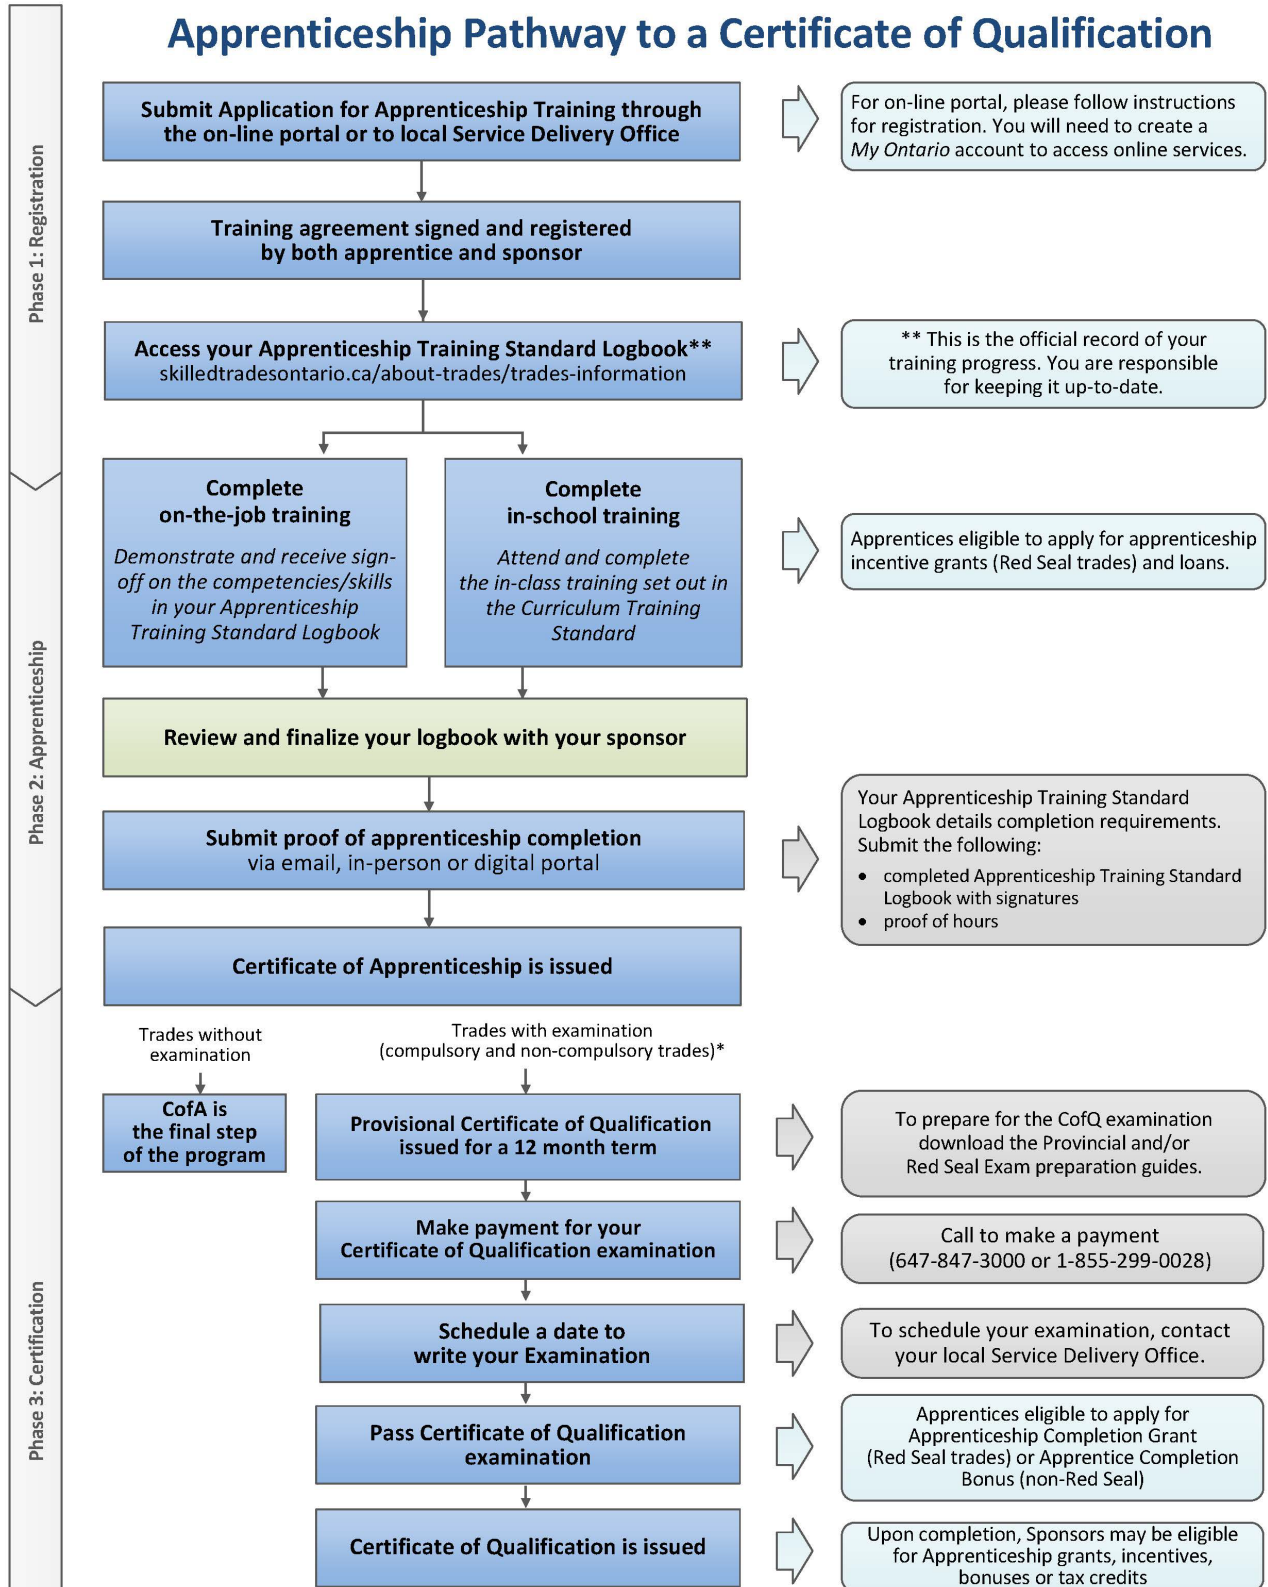 Apprenticeship Pathway to a Certificate of Qualification
Phase 1: Registration
Submit Application for Apprenticeship Training through
the on-line portal or to local Service Delivery Office
For on-line portal, please follow instructions
for registration. You will need to create a
My Ontario account to access online services.
Training agreement signed and registered
by both apprentice and sponsor
Access your Apprenticeship Training Standard Logbook**
skilledtradesontario.ca/about-trades/trades-information
** This is the official record of your
training progress. You are responsible
for keeping it up-to-date.
Phase 2: Apprenticeship
Complete
on-the-job training
Demonstrate and receive sign-
off on the competencies/skills
in your Apprenticeship
Training Standard Logbook
Complete
in-school training
Attend and complete
the in-class training set out in
the Curriculum Training
Standard
Apprentices eligible to apply for apprenticeship
incentive grants (Red Seal trades) and loans.
Review and finalize your logbook with your sponsor
Submit proof of apprenticeship completion
via email, in-person or digital portal
Your Apprenticeship Training Standard
Logbook details completion requirements.
Submit the following:
• completed Apprenticeship Training Standard
Logbook with signatures
• proof of hours
Certificate of Apprenticeship is issued
Phase 3: Certification
Trades without
examination
CofA is
the final step
of the program
Trades with examination
(compulsory and non-compulsory trades)*
Provisional Certificate of Qualification
issued for a 12 month term
To prepare for the CofQ examination
download the Provincial and/or
Red Seal Exam preparation guides.
Make payment for your
Certificate of Qualification examination
Call to make a payment
(647-847-3000 or 1-855-299-0028)
Schedule a date to
write your Examination
To schedule your examination, contact
your local Service Delivery Office.
Pass Certificate of Qualification
examination
Apprentices eligible to apply for
Apprenticeship Completion Grant
(Red Seal trades) or Apprentice Completion
Bonus (non-Red Seal)
Certificate of Qualification is issued
Upon completion, Sponsors may be eligible
for Apprenticeship grants, incentives,
bonuses or tax credits